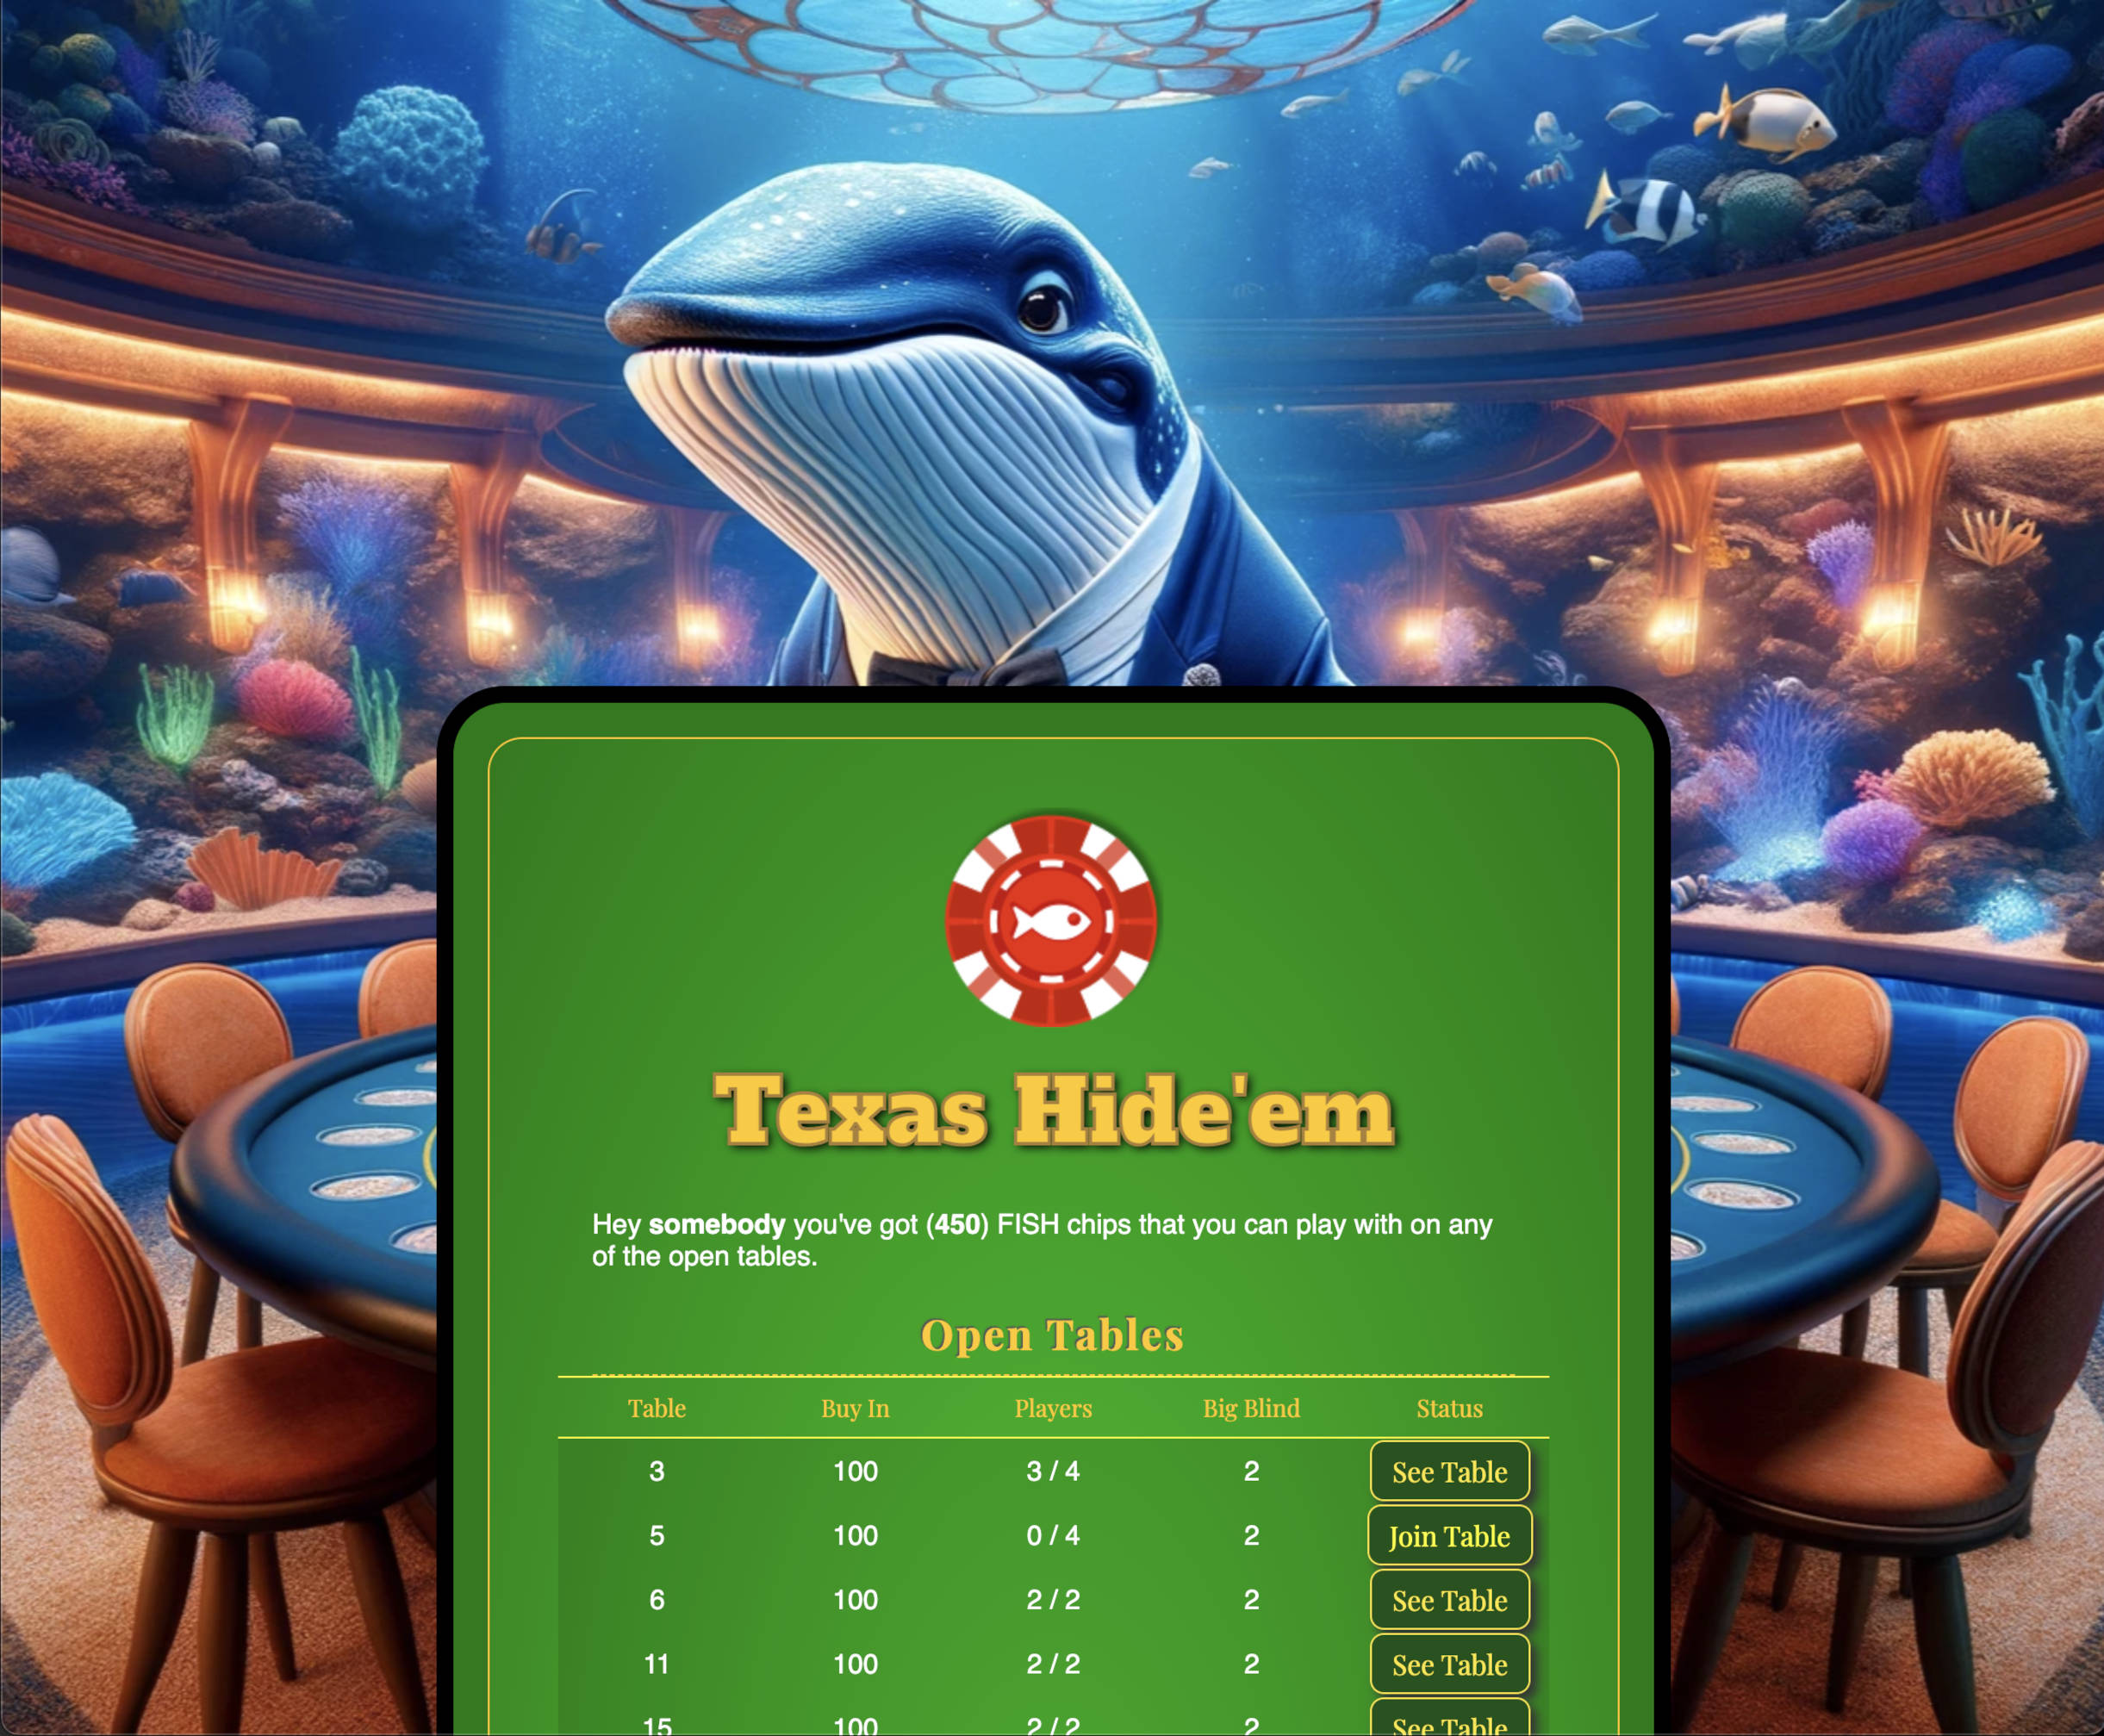 Texas Hide'em
Hey somebody you've got (450) FISH chips that you can play with on any
of the open tables.
Open Tables
Table Buy In Players Big Blind Status
3 100 3 / 4 2 See Table
5 100 0 / 4 2 Join Table
6 100 2 / 2 2 See Table
11 100 2 / 2 2 See Table
15 100 2 / 2 2 See Table